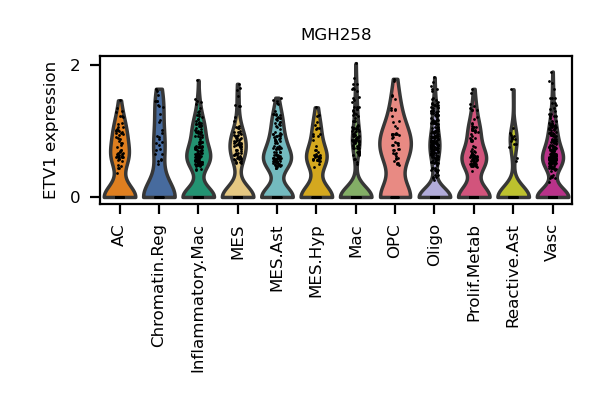 MGH258
ETV1 expression
2
0
AC
Chromatin.Reg
Inflammatory.Mac
MES
MES.Ast
MES.Hyp
Mac
OPC
Oligo
Prolif.Metab
Reactive.Ast
Vasc